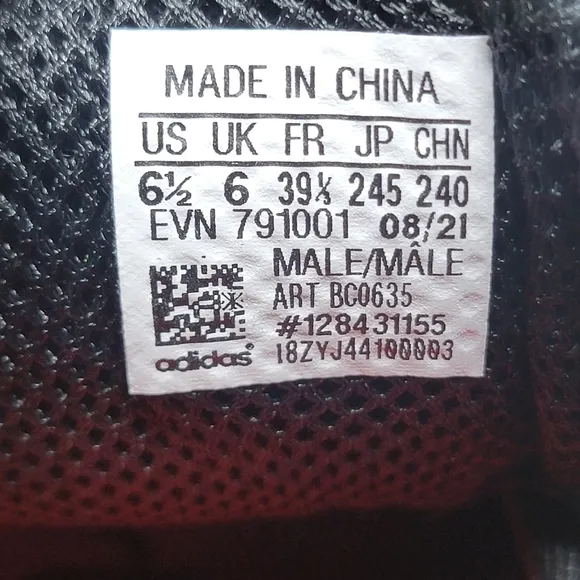 MADE IN CHINA
US UK FR JP CHN
6½ 6 39⅓ 245 240
EVN 791001 08/21
MALE/MÂLE
ART BC0635
#128431155
adidas® 18ZYJ44100003